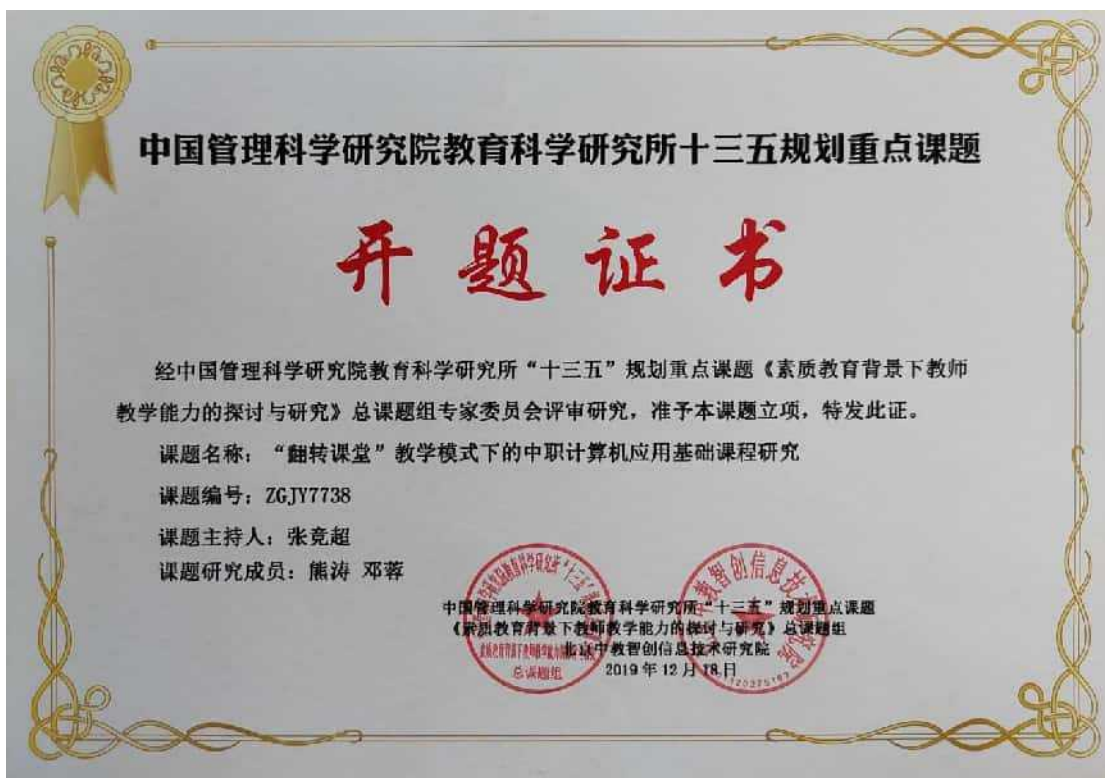 中国管理科学研究院教育科学研究所十三五规划重点课题
开题证书
经中国管理科学研究院教育科学研究所“十三五”规划重点课题《素质教育背景下教师
教学能力的探讨与研究》总课题组专家委员会评审研究，准予本课题立项，特发此证。
课题名称：“翻转课堂”教学模式下的中职计算机应用基础课程研究
课题编号：ZGJY7738
课题主持人：张竞超
课题研究成员：熊涛 邓蓉
中国管理科学研究院教育科学研究所“十三五”规划重点课题
《素质教育背景下教师教学能力的探讨与研究》总课题组
北京中教智创信息技术研究院
2019年12月18日
总课题组